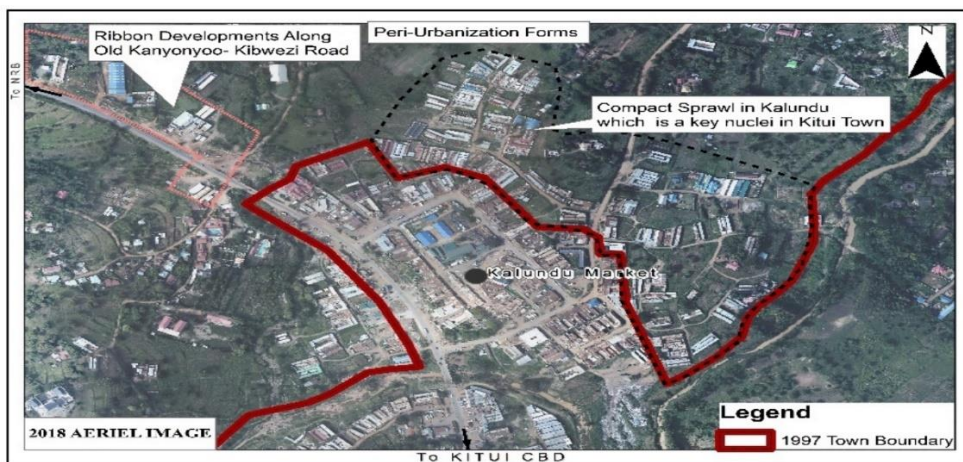 Peri-Urbanization Forms
Ribbon Developments Along
Old Kanyonyoo- Kibwezi Road
N
To NRB
Compact Sprawl in Kalundu
which is a key nuclei in Kitui Town
Kalundu Market
2018 AERIEL IMAGE
Legend
1997 Town Boundary
To KITUI CBD